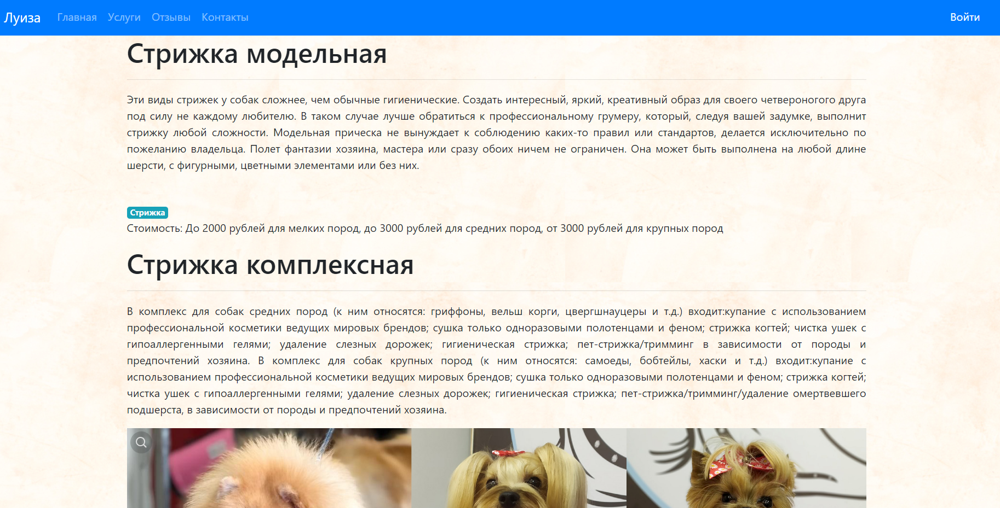 Луиза Главная Услуги Отзывы Контакты Войти
Стрижка модельная
Эти виды стрижек у собак сложнее, чем обычные гигиенические. Создать интересный, яркий, креативный образ для своего четвероногого друга
под силу не каждому любителю. В таком случае лучше обратиться к профессиональному грумеру, который, следуя вашей задумке, выполнит
стрижку любой сложности. Модельная прическа не вынуждает к соблюдению каких-то правил или стандартов, делается исключительно по
пожеланию владельца. Полет фантазии хозяина, мастера или сразу обоих ничем не ограничен. Она может быть выполнена на любой длине
шерсти, с фигурными, цветными элементами или без них.
Стрижка
Стоимость: До 2000 рублей для мелких пород, до 3000 рублей для средних пород, от 3000 рублей для крупных пород
Стрижка комплексная
В комплекс для собак средних пород (к ним относятся: гриффоны, вельш корги, цвергшнауцеры и т.д.) входит:купание с использованием
профессиональной косметики ведущих мировых брендов; сушка только одноразовыми полотенцами и феном; стрижка когтей; чистка ушек с
гипоаллергенными гелями; удаление слезных дорожек; гигиеническая стрижка; пет-стрижка/тримминг в зависимости от породы и
предпочтений хозяина. В комплекс для собак крупных пород (к ним относятся: самоеды, бобтейлы, хаски и т.д.) входит:купание с
использованием профессиональной косметики ведущих мировых брендов; сушка только одноразовыми полотенцами и феном; стрижка когтей;
чистка ушек с гипоаллергенными гелями; удаление слезных дорожек; гигиеническая стрижка; пет-стрижка/тримминг/удаление омертвевшего
подшерста, в зависимости от породы и предпочтений хозяина.